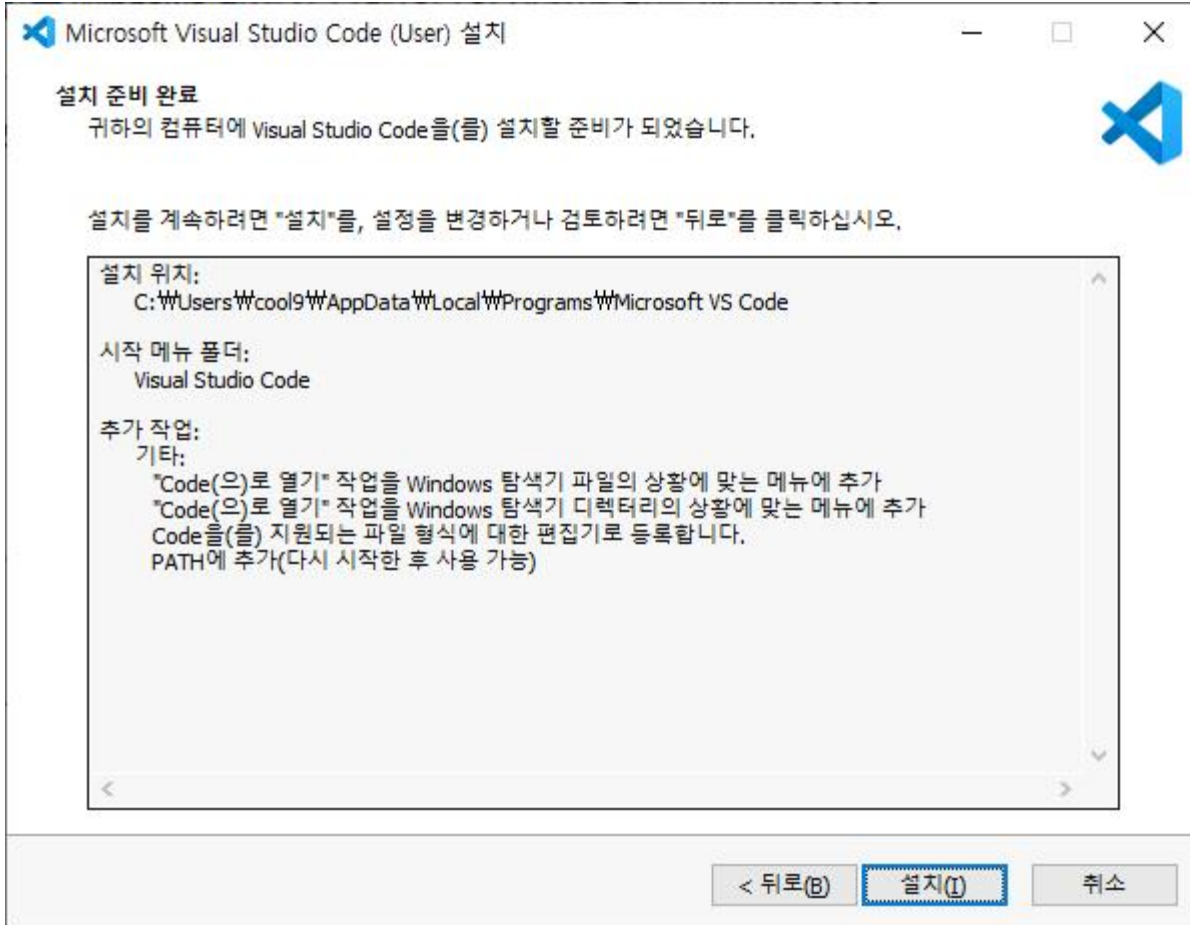 Microsoft Visual Studio Code (User) 설치
설치 준비 완료
귀하의 컴퓨터에 Visual Studio Code을(를) 설치할 준비가 되었습니다.
설치를 계속하려면 "설치"를, 설정을 변경하거나 검토하려면 "뒤로"를 클릭하십시오.
설치 위치:
C:₩Users₩cool9₩AppData₩Local₩Programs₩Microsoft VS Code
시작 메뉴 폴더:
Visual Studio Code
추가 작업:
기타:
"Code(으)로 열기" 작업을 Windows 탐색기 파일의 상황에 맞는 메뉴에 추가
"Code(으)로 열기" 작업을 Windows 탐색기 디렉터리의 상황에 맞는 메뉴에 추가
Code을(를) 지원되는 파일 형식에 대한 편집기로 등록합니다.
PATH에 추가(다시 시작한 후 사용 가능)
< 뒤로(B) 설치(I) 취소